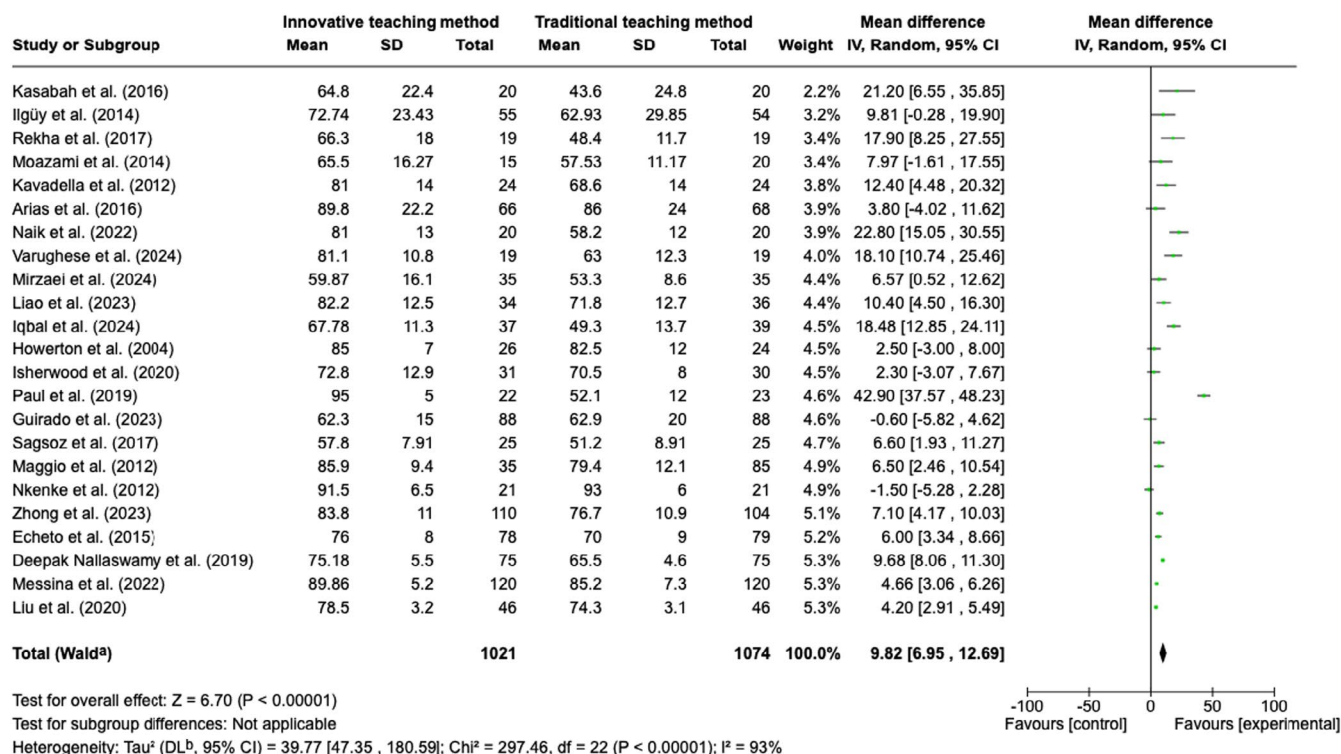 Innovative teaching method Traditional teaching method Mean difference Mean difference
Study or Subgroup Mean SD Total Mean SD Total Weight IV, Random, 95% CI IV, Random, 95% CI
Kasabah et al. (2016) 64.8 22.4 20 43.6 24.8 20 2.2% 21.20 [6.55 , 35.85]
Ilgüy et al. (2014) 72.74 23.43 55 62.93 29.85 54 3.2% 9.81 [-0.28 , 19.90]
Rekha et al. (2017) 66.3 18 19 48.4 11.7 19 3.4% 17.90 [8.25 , 27.55]
Moazami et al. (2014) 65.5 16.27 15 57.53 11.17 20 3.4% 7.97 [-1.61 , 17.55]
Kavadella et al. (2012) 81 14 24 68.6 14 24 3.8% 12.40 [4.48 , 20.32]
Arias et al. (2016) 89.8 22.2 66 86 24 68 3.9% 3.80 [-4.02 , 11.62]
Naik et al. (2022) 81 13 20 58.2 12 20 3.9% 22.80 [15.05 , 30.55]
Varughese et al. (2024) 81.1 10.8 19 63 12.3 19 4.0% 18.10 [10.74 , 25.46]
Mirzaei et al. (2024) 59.87 16.1 35 53.3 8.6 35 4.4% 6.57 [0.52 , 12.62]
Liao et al. (2023) 82.2 12.5 34 71.8 12.7 36 4.4% 10.40 [4.50 , 16.30]
Iqbal et al. (2024) 67.78 11.3 37 49.3 13.7 39 4.5% 18.48 [12.85 , 24.11]
Howerton et al. (2004) 85 7 26 82.5 12 24 4.5% 2.50 [-3.00 , 8.00]
Isherwood et al. (2020) 72.8 12.9 31 70.5 8 30 4.5% 2.30 [-3.07 , 7.67]
Paul et al. (2019) 95 5 22 52.1 12 23 4.6% 42.90 [37.57 , 48.23]
Guirado et al. (2023) 62.3 15 88 62.9 20 88 4.6% -0.60 [-5.82 , 4.62]
Sagsoz et al. (2017) 57.8 7.91 25 51.2 8.91 25 4.7% 6.60 [1.93 , 11.27]
Maggio et al. (2012) 85.9 9.4 35 79.4 12.1 85 4.9% 6.50 [2.46 , 10.54]
Nkenke et al. (2012) 91.5 6.5 21 93 6 21 4.9% -1.50 [-5.28 , 2.28]
Zhong et al. (2023) 83.8 11 110 76.7 10.9 104 5.1% 7.10 [4.17 , 10.03]
Echeto et al. (2015) 76 8 78 70 9 79 5.2% 6.00 [3.34 , 8.66]
Deepak Nallaswamy et al. (2019) 75.18 5.5 75 65.5 4.6 75 5.3% 9.68 [8.06 , 11.30]
Messina et al. (2022) 89.86 5.2 120 85.2 7.3 120 5.3% 4.66 [3.06 , 6.26]
Liu et al. (2020) 78.5 3.2 46 74.3 3.1 46 5.3% 4.20 [2.91 , 5.49]
Total (Waldᵃ) 1021 1074 100.0% 9.82 [6.95 , 12.69]
Test for overall effect: Z = 6.70 (P < 0.00001)
-100 -50 0 50 100
Test for subgroup differences: Not applicable
Favours [control] Favours [experimental]
Heterogeneity: Tau² (DLᵇ, 95% CI) = 39.77 [47.35 , 180.59]; Chi² = 297.46, df = 22 (P < 0.00001); I² = 93%